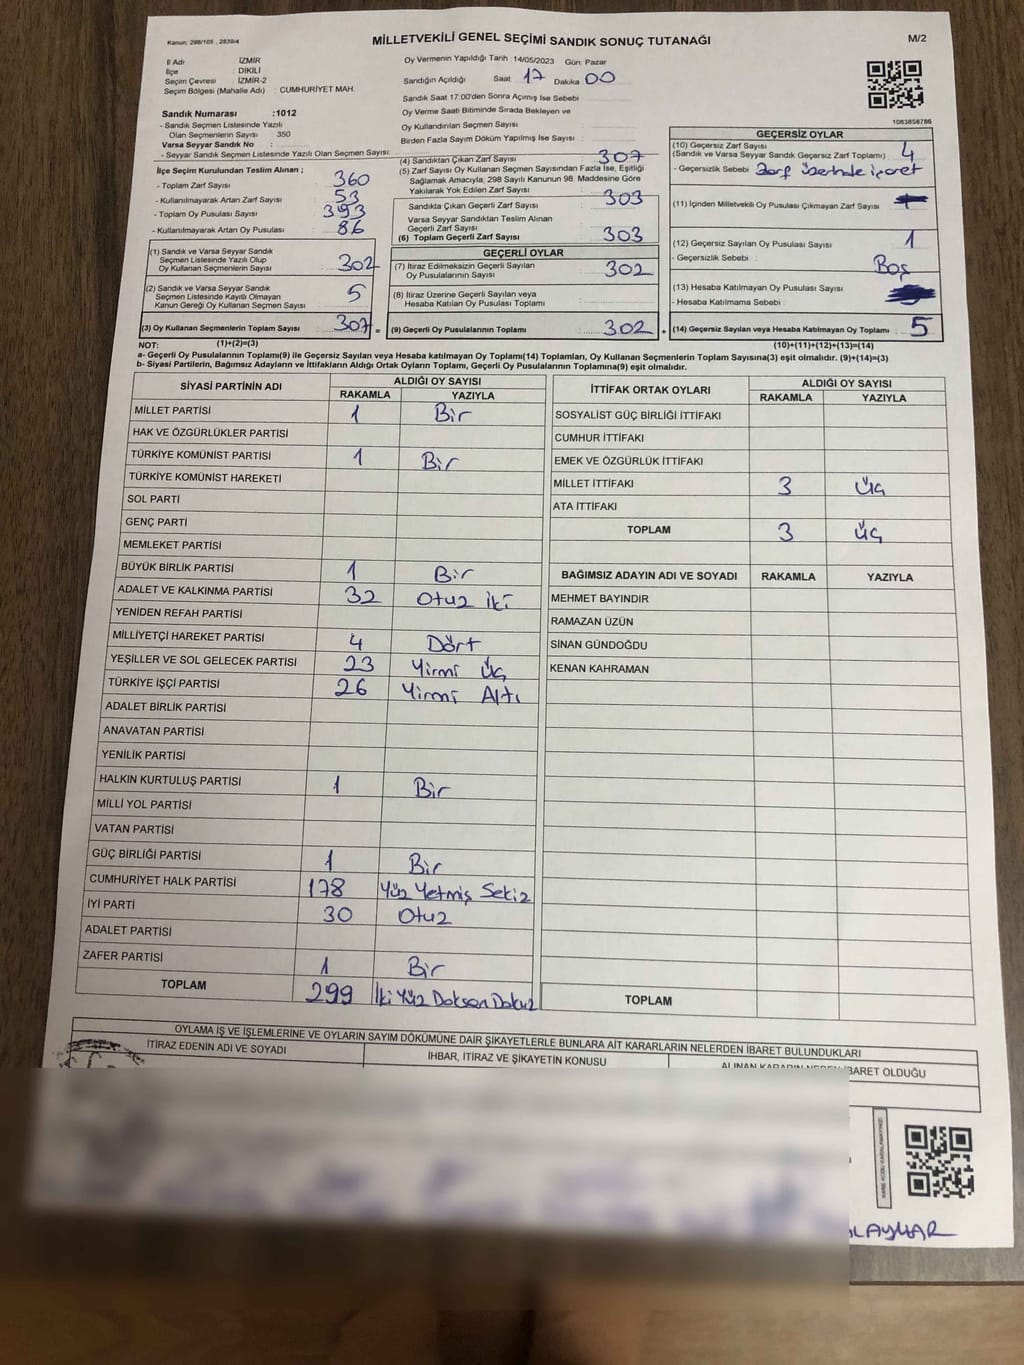 Kanun: 298/105 , 2839/4
MİLLETVEKİLİ GENEL SEÇİMİ SANDIK SONUÇ TUTANAĞI
M/2
İl Adı : İZMİR
İlçe : DİKİLİ
Seçim Çevresi : İZMİR-2
Seçim Bölgesi (Mahalle Adı) : CUMHURİYET MAH.
Oy Vermenin Yapıldığı Tarih :14/05/2023 Gün: Pazar
Sandığın Açıldığı Saat: 17 Dakika 00
Sandık Saat 17:00'den Sonra Açımış İse Sebebi
Oy Verme Saati Bitiminde Sırada Bekleyen ve
Oy Kullandırılan Seçmen Sayısı :
Birden Fazla Sayım Döküm Yapılmış İse Sayısı :
1083856786
Sandık Numarası :1012
- Sandık Seçmen Listesinde Yazılı
Olan Seçmenlerin Sayısı : 350
Varsa Seyyar Sandık No :
- Seyyar Sandık Seçmen Listesinde Yazılı Olan Seçmen Sayısı:
İlçe Seçim Kurulundan Teslim Alınan ;
- Toplam Zarf Sayısı : 360
- Kullanılmayarak Artan Zarf Sayısı : 53
- Toplam Oy Pusulası Sayısı : 393
- Kullanılmayarak Artan Oy Pusulası : 86
(1) Sandık ve Varsa Seyyar Sandık
Seçmen Listesinde Yazılı Olup
Oy Kullanan Seçmenlerin Sayısı : 302
(2) Sandık ve Varsa Seyyar Sandık
Seçmen Listesinde Kayıtlı Olmayan
Kanun Gereği Oy Kullanan Seçmen Sayısı : 5
(3) Oy Kullanan Seçmenlerin Toplam Sayısı : 307 =
(4) Sandıktan Çıkan Zarf Sayısı : 307
(5) Zarf Sayısı Oy Kullanan Seçmen Sayısından Fazla İse, Eşitliği
Sağlamak Amacıyla; 298 Sayılı Kanunun 98. Maddesine Göre
Yakılarak Yok Edilen Zarf Sayısı :
Sandıkta Çıkan Geçerli Zarf Sayısı : 303
Varsa Seyyar Sandıktan Teslim Alınan
Geçerli Zarf Sayısı :
(6) Toplam Geçerli Zarf Sayısı : 303
GEÇERLİ OYLAR
(7) İtiraz Edilmeksizin Geçerli Sayılan
Oy Pusulalarının Sayısı : 302
(8) İtiraz Üzerine Geçerli Sayılan veya
Hesaba Katılan Oy Pusulası Toplamı :
(9) Geçerli Oy Pusulalarının Toplamı : 302 +
GEÇERSİZ OYLAR
(10) Geçersiz Zarf Sayısı
(Sandık ve Varsa Seyyar Sandık Geçersiz Zarf Toplamı) : 4
- Geçersizlik Sebebi : Zarf üzerinde işaret
(11) İçinden Milletvekili Oy Pusulası Çıkmayan Zarf Sayısı :
(12) Geçersiz Sayılan Oy Pusulası Sayısı : 1
- Geçersizlik Sebebi : Boş
(13) Hesaba Katılmayan Oy Pusulası Sayısı :
- Hesaba Katılmama Sebebi :
(14) Geçersiz Sayılan veya Hesaba Katılmayan Oy Toplamı : 5
NOT: (1)+(2)=(3) (10)+(11)+(12)+(13)=(14)
a- Geçerli Oy Pusulasının Toplamı(9) ile Geçersiz Sayılan veya Hesaba katılmayan Oy Toplamı(14) Toplamları, Oy Kullanan Seçmenlerin Toplam Sayısına(3) eşit olmalıdır. (9)+(14)=(3)
b- Siyasi Partilerin, Bağımsız Adayların ve İttifakların Aldığı Ortak Oyların Toplamı, Geçerli Oy Pusulalarının Toplamına(9) eşit olmalıdır.
SİYASİ PARTİNİN ADI ALDIĞI OY SAYISI
RAKAMLA YAZIYLA
MİLLET PARTİSİ 1 Bir
HAK VE ÖZGÜRLÜKLER PARTİSİ
TÜRKİYE KOMÜNİST PARTİSİ 1 Bir
TÜRKİYE KOMÜNİST HAREKETİ
SOL PARTİ
GENÇ PARTİ
MEMLEKET PARTİSİ
BÜYÜK BİRLİK PARTİSİ 1 Bir
ADALET VE KALKINMA PARTİSİ 32 Otuz iki
YENİDEN REFAH PARTİSİ
MİLLİYETÇİ HAREKET PARTİSİ 4 Dört
YEŞİLLER VE SOL GELECEK PARTİSİ 23 Yirmi Üç
TÜRKİYE İŞÇİ PARTİSİ 26 Yirmi Altı
ADALET BİRLİK PARTİSİ
ANAVATAN PARTİSİ
YENİLİK PARTİSİ
HALKIN KURTULUŞ PARTİSİ 1 Bir
MİLLİ YOL PARTİSİ
VATAN PARTİSİ
GÜÇ BİRLİĞİ PARTİSİ 1 Bir
CUMHURİYET HALK PARTİSİ 178 Yüz Yetmiş Sekiz
İYİ PARTİ 30 Otuz
ADALET PARTİSİ
ZAFER PARTİSİ 1 Bir
TOPLAM 299 İki Yüz Doksan Dokuz
İTTİFAK ORTAK OYLARI ALDIĞI OY SAYISI
RAKAMLA YAZIYLA
SOSYALİST GÜÇ BİRLİĞİ İTTİFAKI
CUMHUR İTTİFAKI
EMEK VE ÖZGÜRLÜK İTTİFAKI
MİLLET İTTİFAKI 3 Üç
ATA İTTİFAKI
TOPLAM 3 Üç
BAĞIMSIZ ADAYIN ADI VE SOYADI RAKAMLA YAZIYLA
MEHMET BAYINDIR
RAMAZAN UZUN
SİNAN GÜNDOĞDU
KENAN KAHRAMAN
TOPLAM
OYLAMA İŞ VE İŞLEMLERİNE VE OYLARIN SAYIM DÖKÜMÜNE DAİR ŞİKAYETLERLE BUNLARA AİT KARARLARIN NELERDEN İBARET BULUNDUKLARI
İTİRAZ EDENİN ADI VE SOYADI
İHBAR, İTİRAZ VE ŞİKAYETİN KONUSU
ALINAN KARARIN NEDEN İBARET OLDUĞU